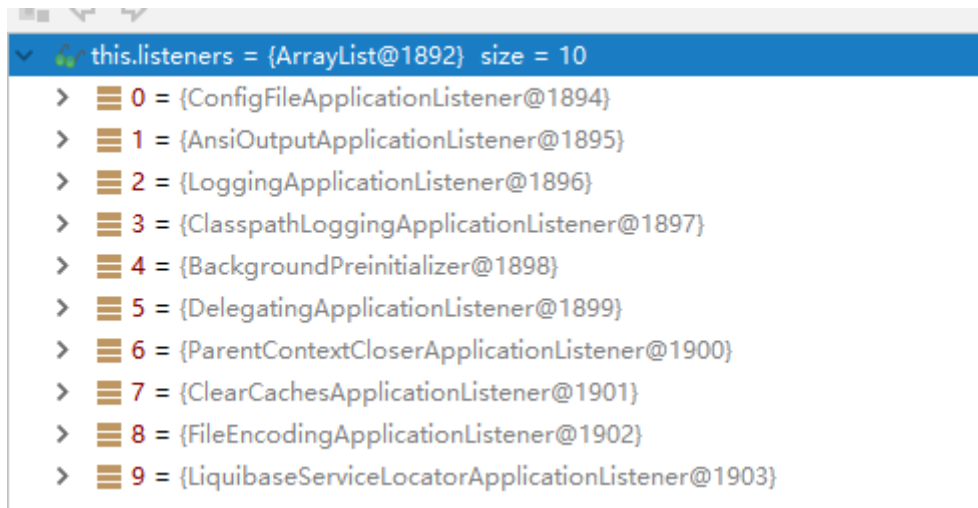 this.listeners = {ArrayList@1892} size = 10
0 = {ConfigFileApplicationListener@1894}
1 = {AnsiOutputApplicationListener@1895}
2 = {LoggingApplicationListener@1896}
3 = {ClasspathLoggingApplicationListener@1897}
4 = {BackgroundPreinitializer@1898}
5 = {DelegatingApplicationListener@1899}
6 = {ParentContextCloserApplicationListener@1900}
7 = {ClearCachesApplicationListener@1901}
8 = {FileEncodingApplicationListener@1902}
9 = {LiquibaseServiceLocatorApplicationListener@1903}